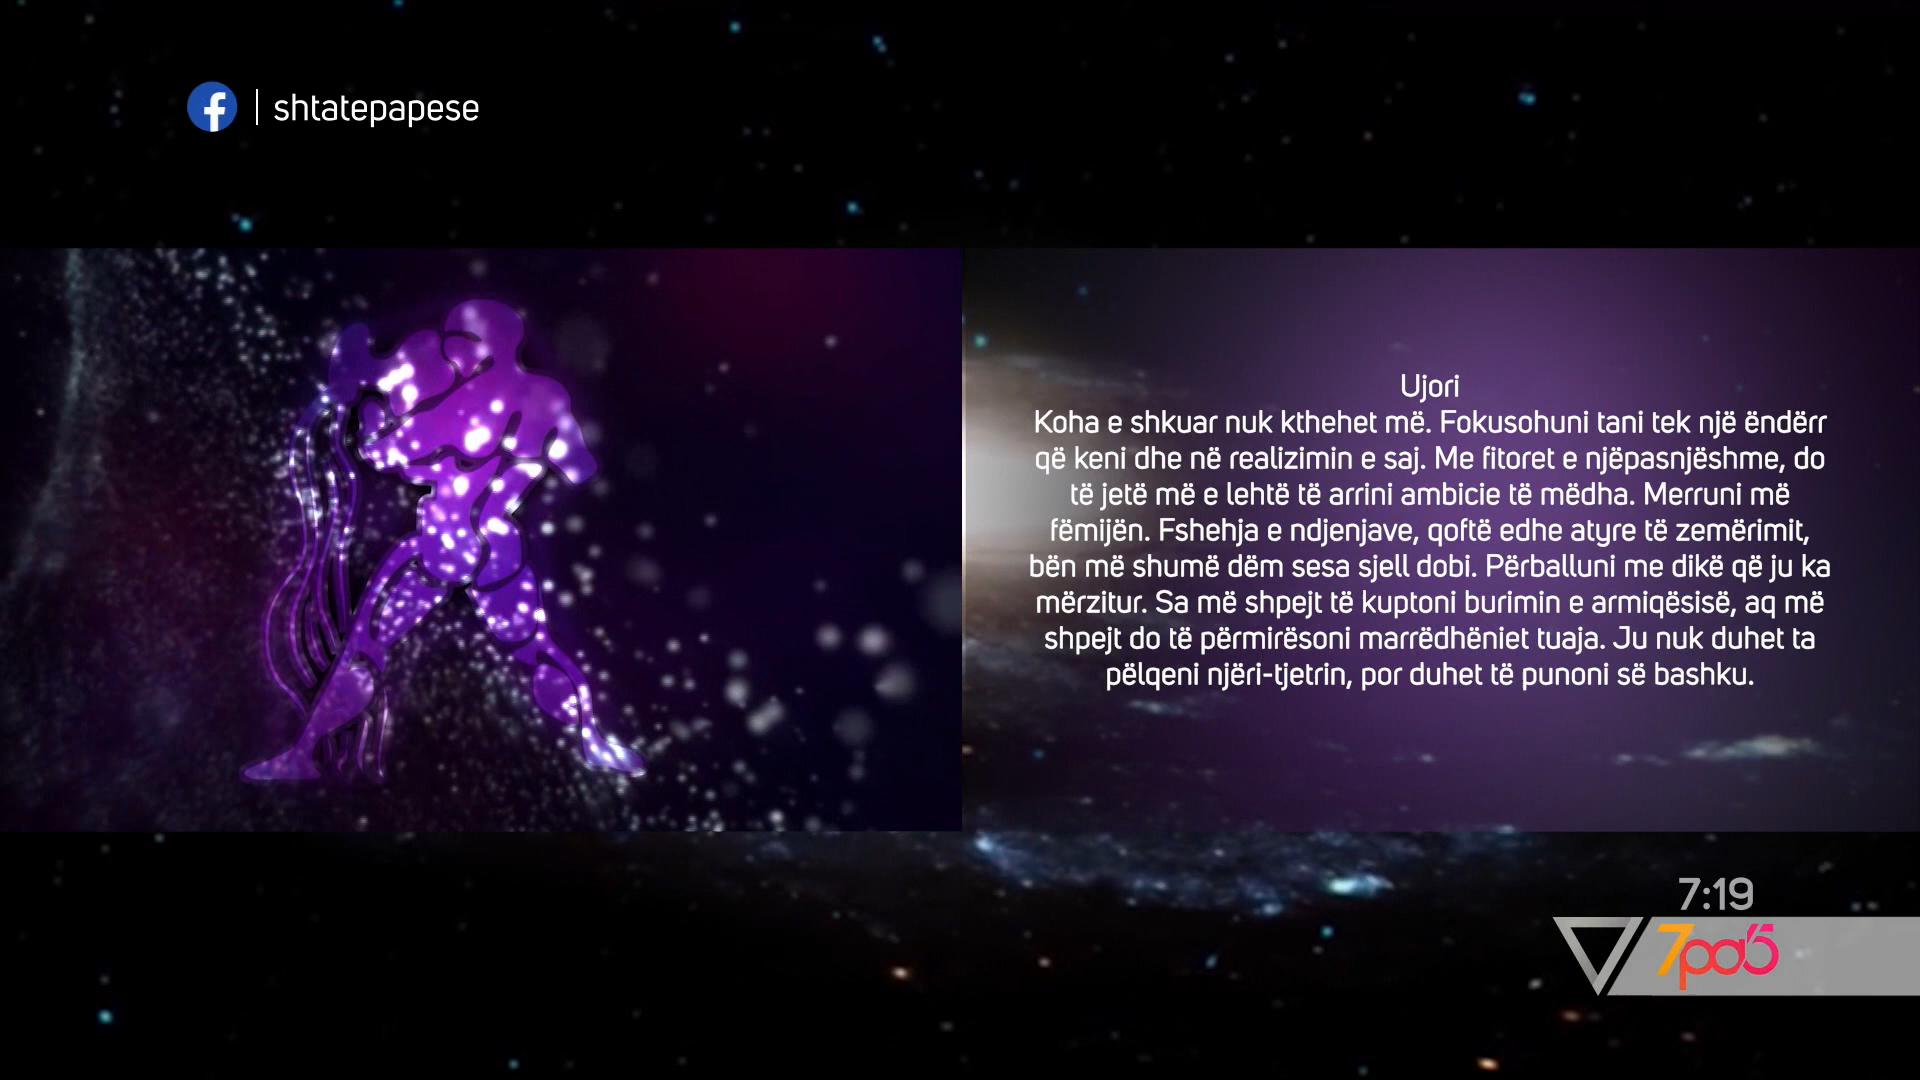 shtatepapese
Ujori
Koha e shkuar nuk kthehet më. Fokusohuni tani tek një ëndërr
që keni dhe në realizimin e saj. Me fitoret e njëpasnjëshme, do
të jetë më e lehtë të arrini ambicie të mëdha. Merruni më
fëmijën. Fshehja e ndjenjave, qoftë edhe atyre të zemërimit,
bën më shumë dëm sesa sjell dobi. Përballuni me dikë që ju ka
mërzitur. Sa më shpejt të kuptoni burimin e armiqësisë, aq më
shpejt do të përmirësoni marrëdhëniet tuaja. Ju nuk duhet ta
pëlqeni njëri-tjetrin, por duhet të punoni së bashku.
7:19
7pa5